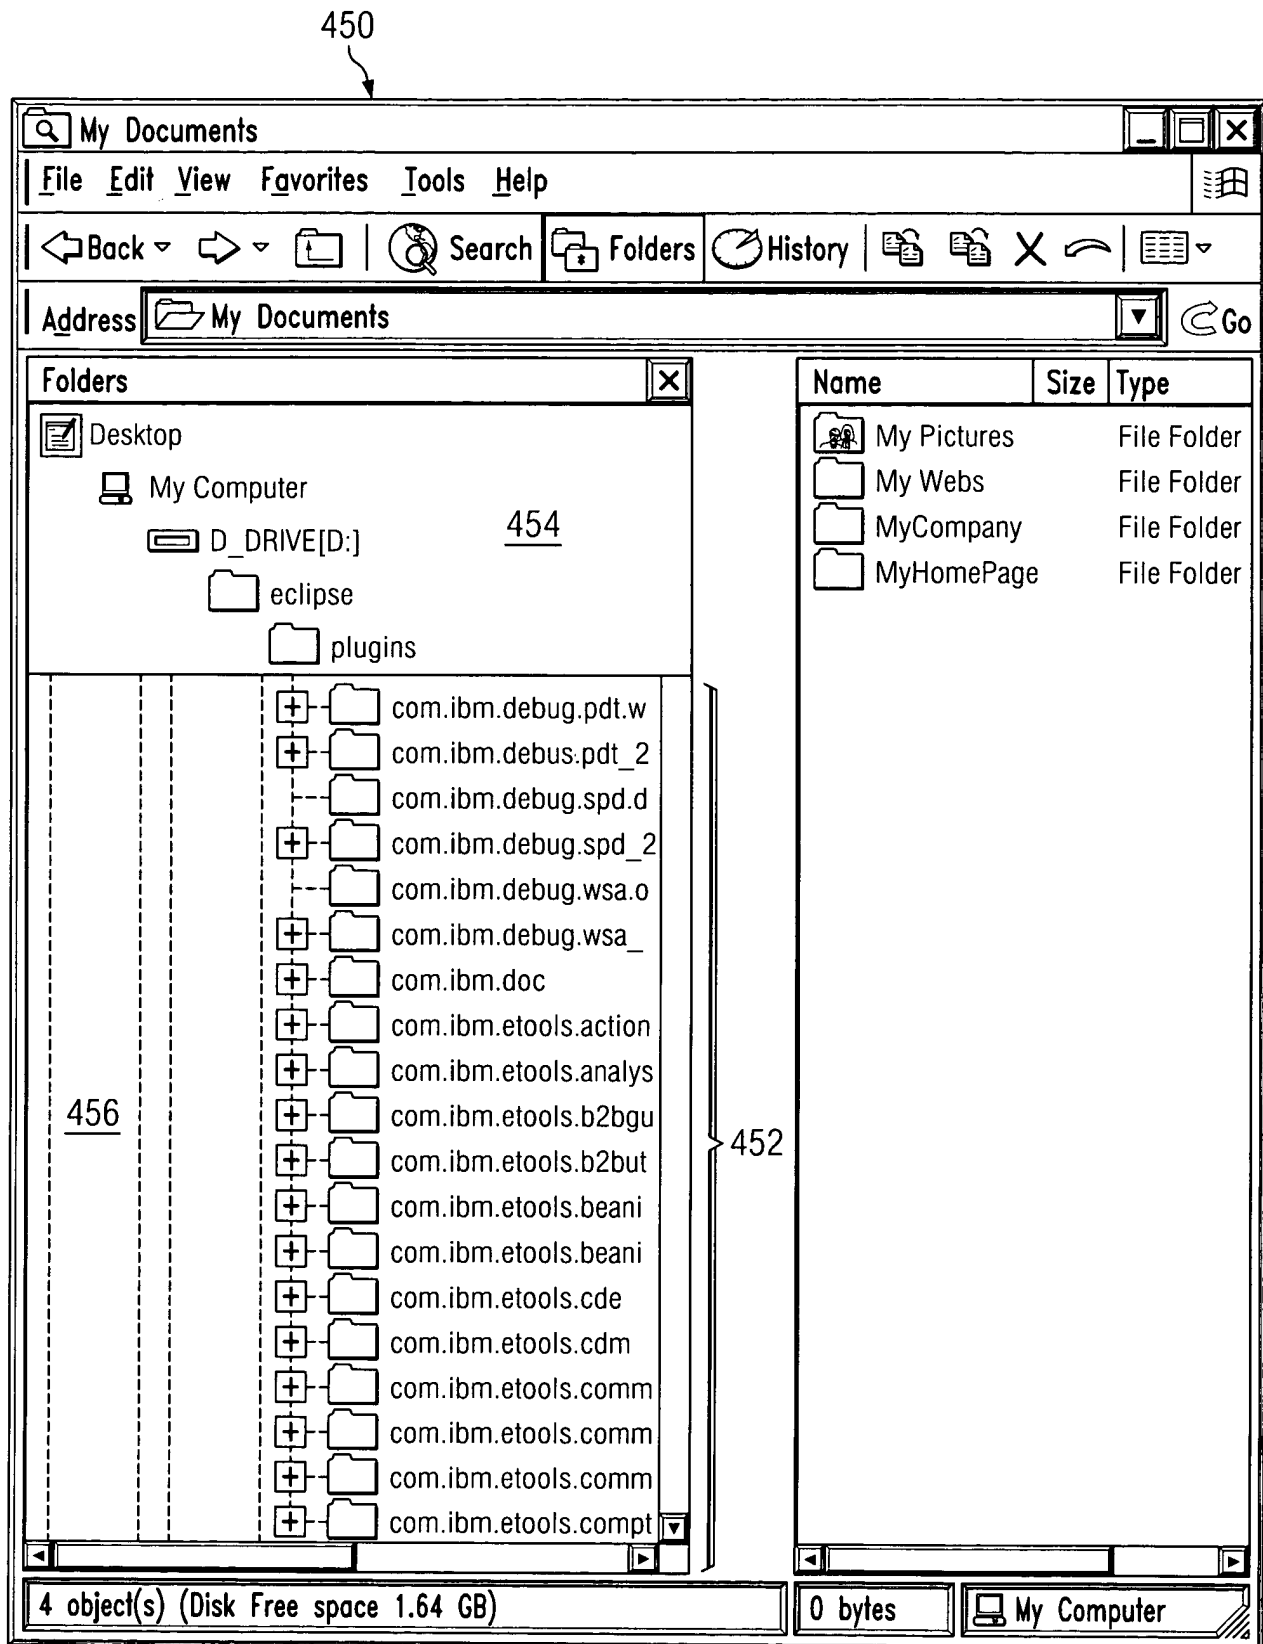 450
My Documents
File Edit View Favorites Tools Help
Back Search Folders History
Address My Documents Go
Folders
Desktop
My Computer
D_DRIVE[D:]
454
eclipse
plugins
com.ibm.debug.pdt.w
com.ibm.debus.pdt_2
com.ibm.debug.spd.d
com.ibm.debug.spd_2
com.ibm.debug.wsa.o
com.ibm.debug.wsa_
com.ibm.doc
com.ibm.etools.action
com.ibm.etools.analys
com.ibm.etools.b2bgu
com.ibm.etools.b2but
com.ibm.etools.beani
com.ibm.etools.beani
com.ibm.etools.cde
com.ibm.etools.cdm
com.ibm.etools.comm
com.ibm.etools.comm
com.ibm.etools.comm
com.ibm.etools.compt
456
452
Name Size Type
My Pictures File Folder
My Webs File Folder
MyCompany File Folder
MyHomePage File Folder
4 object(s) (Disk Free space 1.64 GB)
0 bytes
My Computer